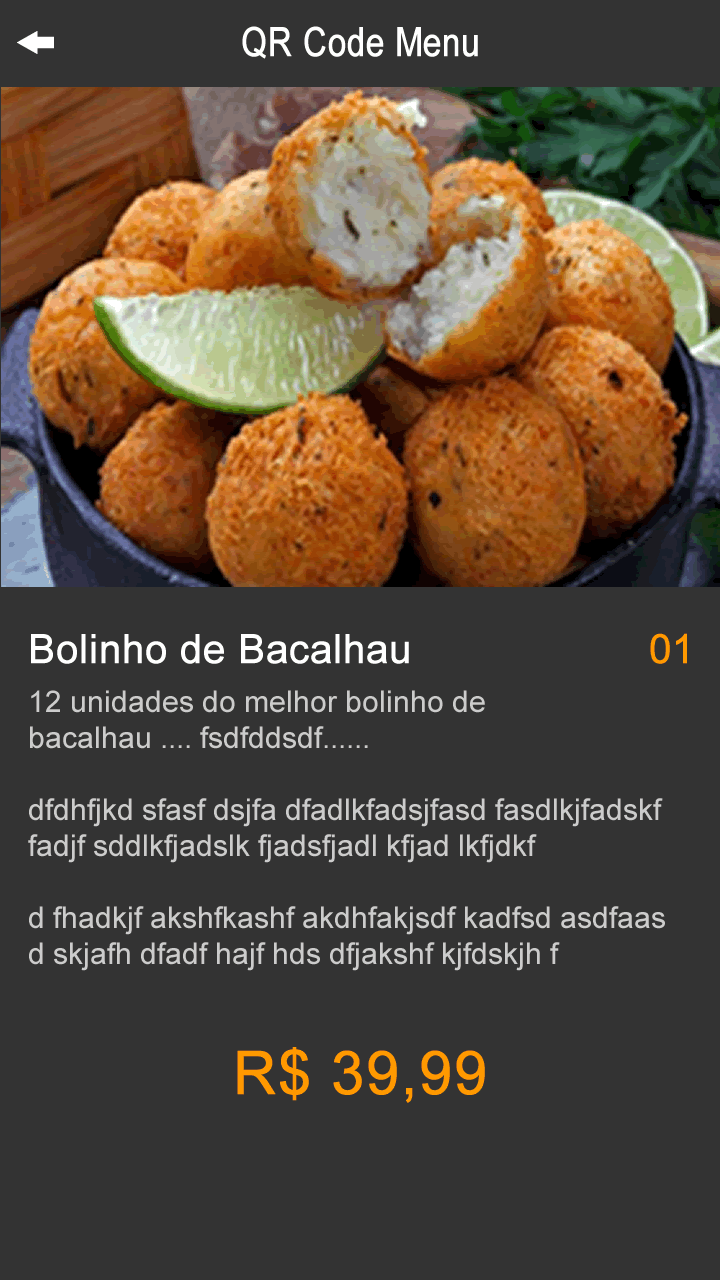 QR Code Menu
Bolinho de Bacalhau 01
12 unidades do melhor bolinho de
bacalhau .... fsdfddsdf......
dfdhfjkd sfasf dsjfa dfadlkfadsjfasd fasdlkjfadskf
fadjf sddlkfjadslk fjadsfjadl kfjad lkfjdkf
d fhadkjf akshfkashf akdhfakjsdf kadfsd asdfaas
d skjafh dfadf hajf hds dfjakshf kjfdskjh f
R$ 39,99